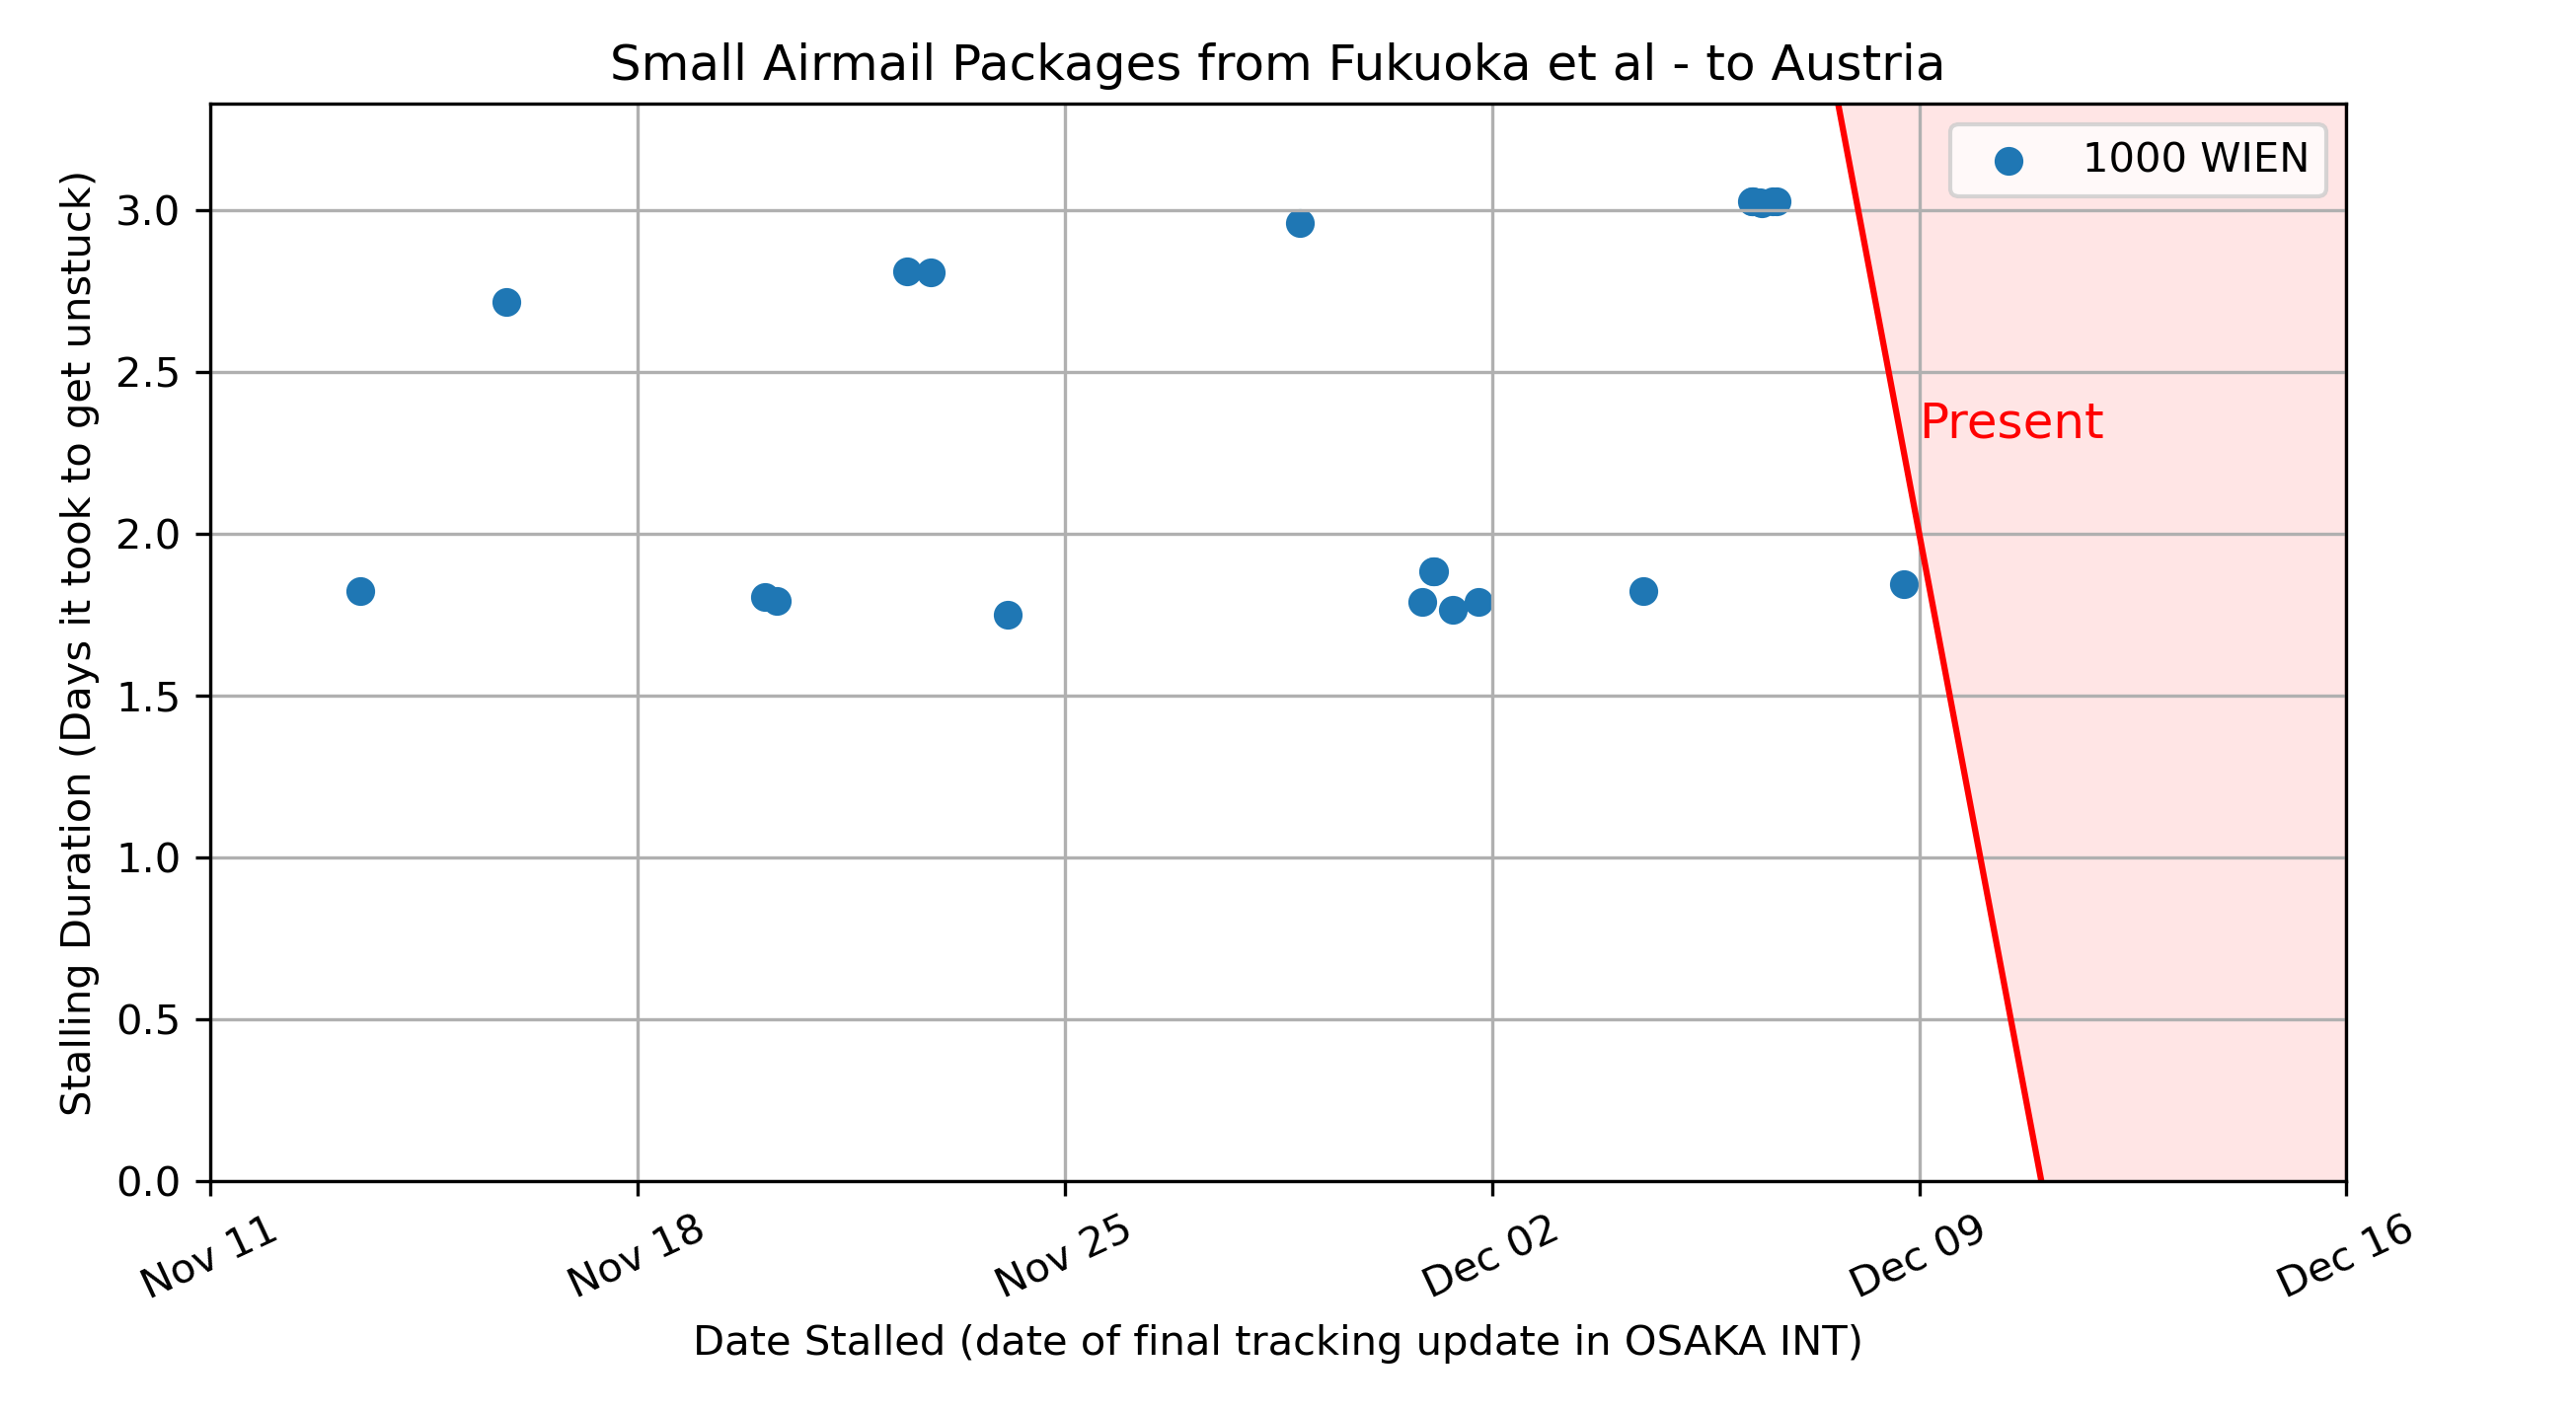 Small Airmail Packages from Fukuoka et al - to Austria
1000 WIEN
Present
Stalling Duration (Days it took to get unstuck)
3.0
2.5
2.0
1.5
1.0
0.5
0.0
Nov 11
Nov 18
Nov 25
Dec 02
Dec 09
Dec 16
Date Stalled (date of final tracking update in OSAKA INT)